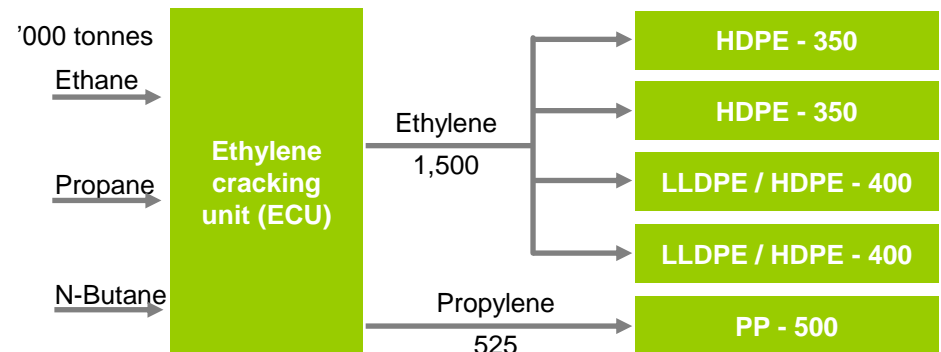 ’000 tonnes
Ethane
Propane
N-Butane
Ethylene
cracking
unit (ECU)
Ethylene
1,500
Propylene
525
HDPE - 350
HDPE - 350
LLDPE / HDPE - 400
LLDPE / HDPE - 400
PP - 500